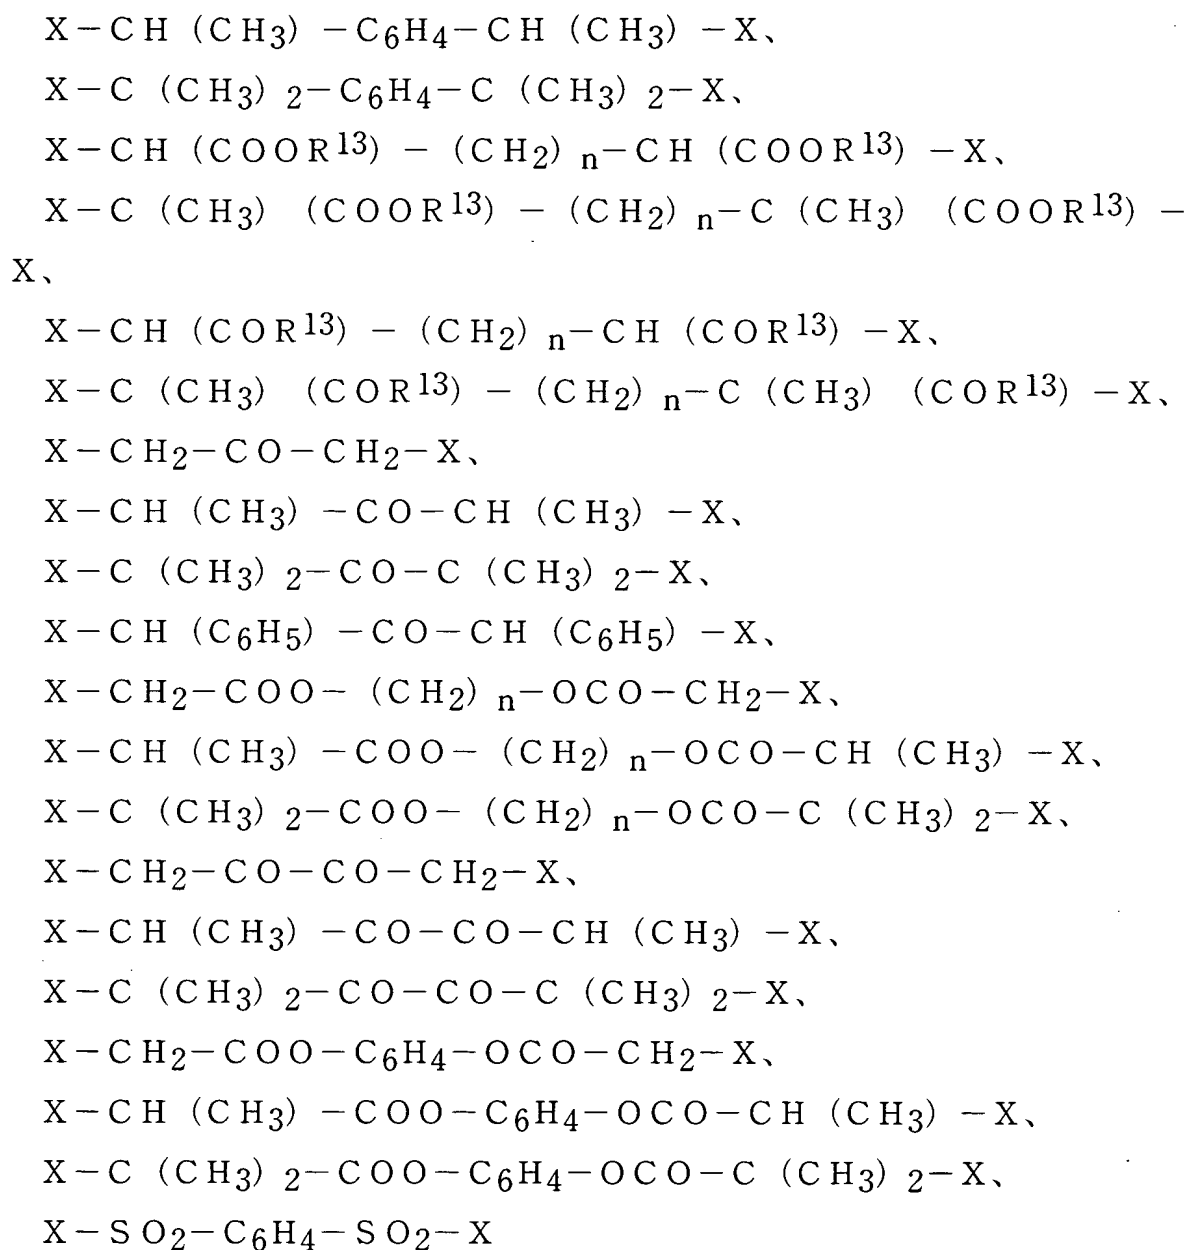 X－CH（CH3）－C6H4－CH（CH3）－X、
X－C（CH3）2－C6H4－C（CH3）2－X、
X－CH（COOR13）－（CH2）n－CH（COOR13）－X、
X－C（CH3）（COOR13）－（CH2）n－C（CH3）（COOR13）－
X、
X－CH（COR13）－（CH2）n－CH（COR13）－X、
X－C（CH3）（COR13）－（CH2）n－C（CH3）（COR13）－X、
X－CH2－CO－CH2－X、
X－CH（CH3）－CO－CH（CH3）－X、
X－C（CH3）2－CO－C（CH3）2－X、
X－CH（C6H5）－CO－CH（C6H5）－X、
X－CH2－COO－（CH2）n－OCO－CH2－X、
X－CH（CH3）－COO－（CH2）n－OCO－CH（CH3）－X、
X－C（CH3）2－COO－（CH2）n－OCO－C（CH3）2－X、
X－CH2－CO－CO－CH2－X、
X－CH（CH3）－CO－CO－CH（CH3）－X、
X－C（CH3）2－CO－CO－C（CH3）2－X、
X－CH2－COO－C6H4－OCO－CH2－X、
X－CH（CH3）－COO－C6H4－OCO－CH（CH3）－X、
X－C（CH3）2－COO－C6H4－OCO－C（CH3）2－X、
X－SO2－C6H4－SO2－X